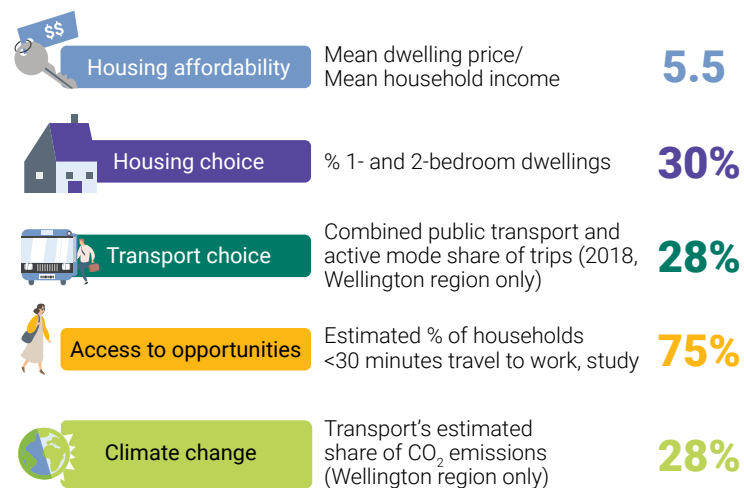 $$
Housing affordability
Mean dwelling price/
Mean household income
5.5
Housing choice
% 1- and 2-bedroom dwellings
30%
Transport choice
Combined public transport and
active mode share of trips (2018,
Wellington region only)
28%
Access to opportunities
Estimated % of households
<30 minutes travel to work, study
75%
Climate change
Transport's estimated
share of CO₂ emissions
(Wellington region only)
28%